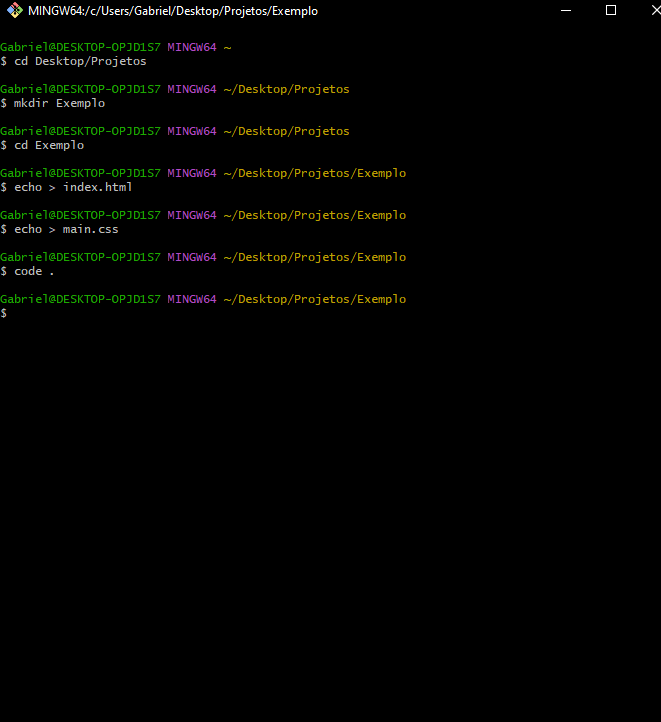 MINGW64:/c/Users/Gabriel/Desktop/Projetos/Exemplo
Gabriel@DESKTOP-OPJD1S7 MINGW64 ~
$ cd Desktop/Projetos
Gabriel@DESKTOP-OPJD1S7 MINGW64 ~/Desktop/Projetos
$ mkdir Exemplo
Gabriel@DESKTOP-OPJD1S7 MINGW64 ~/Desktop/Projetos
$ cd Exemplo
Gabriel@DESKTOP-OPJD1S7 MINGW64 ~/Desktop/Projetos/Exemplo
$ echo > index.html
Gabriel@DESKTOP-OPJD1S7 MINGW64 ~/Desktop/Projetos/Exemplo
$ echo > main.css
Gabriel@DESKTOP-OPJD1S7 MINGW64 ~/Desktop/Projetos/Exemplo
$ code .
Gabriel@DESKTOP-OPJD1S7 MINGW64 ~/Desktop/Projetos/Exemplo
$